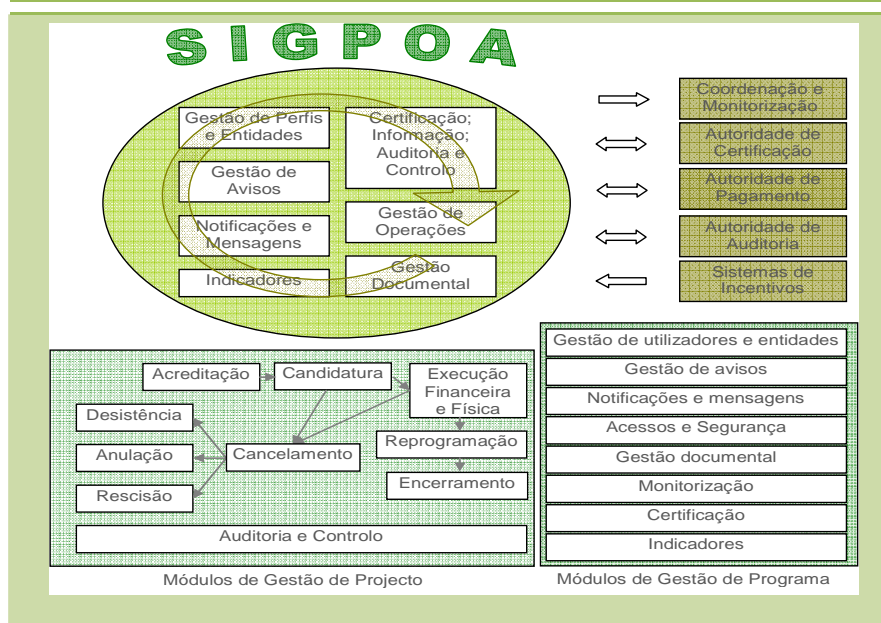 SIGPOA
Gestão de Perfis
e Entidades
Gestão de
Avisos
Notificações e
Mensagens
Indicadores
Certificação;
Informação;
Auditoria e
Controlo
Gestão de
Operações
Gestão
Documental
Coordenação e
Monitorização
Autoridade de
Certificação
Autoridade de
Pagamento
Autoridade de
Auditoria
Sistemas de
Incentivos
Acreditação
Candidatura
Execução
Financeira
e Física
Desistência
Anulação
Rescisão
Cancelamento
Reprogramação
Encerramento
Auditoria e Controlo
Módulos de Gestão de Projecto
Gestão de utilizadores e entidades
Gestão de avisos
Notificações e mensagens
Acessos e Segurança
Gestão documental
Monitorização
Certificação
Indicadores
Módulos de Gestão de Programa